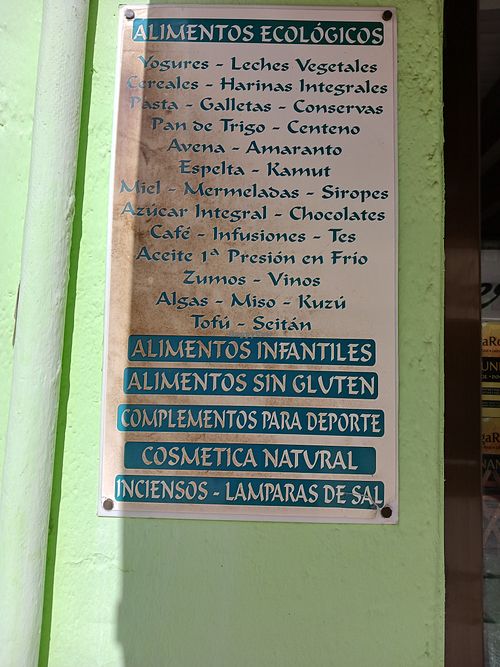 ALIMENTOS ECOLÓGICOS
Yogures - Leches Vegetales
Cereales - Harinas Integrales
Pasta - Galletas - Conservas
Pan de Trigo - Centeno
Avena - Amaranto
Espelta - Kamut
Miel - Mermeladas - Siropes
Azúcar Integral - Chocolates
Café - Infusiones - Tes
Aceite 1ª Presión en Frío
Zumos - Vinos
Algas - Miso - Kuzú
Tofú - Seitán
ALIMENTOS INFANTILES
ALIMENTOS SIN GLUTEN
COMPLEMENTOS PARA DEPORTE
COSMETICA NATURAL
INCIENSOS - LAMPARAS DE SAL